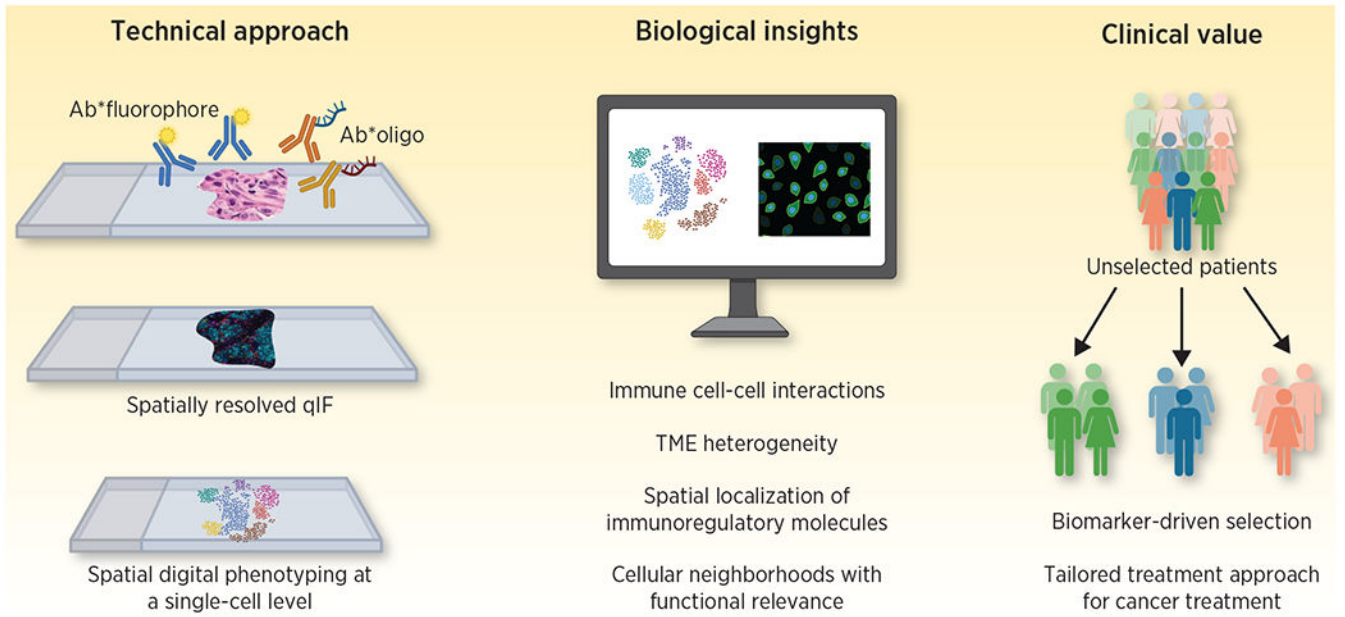 Technical approach
Ab*fluorophore
Ab*oligo
Spatially resolved qIF
Spatial digital phenotyping at
a single-cell level
Biological insights
Immune cell-cell interactions
TME heterogeneity
Spatial localization of
immunoregulatory molecules
Cellular neighborhoods with
functional relevance
Clinical value
Unselected patients
Biomarker-driven selection
Tailored treatment approach
for cancer treatment